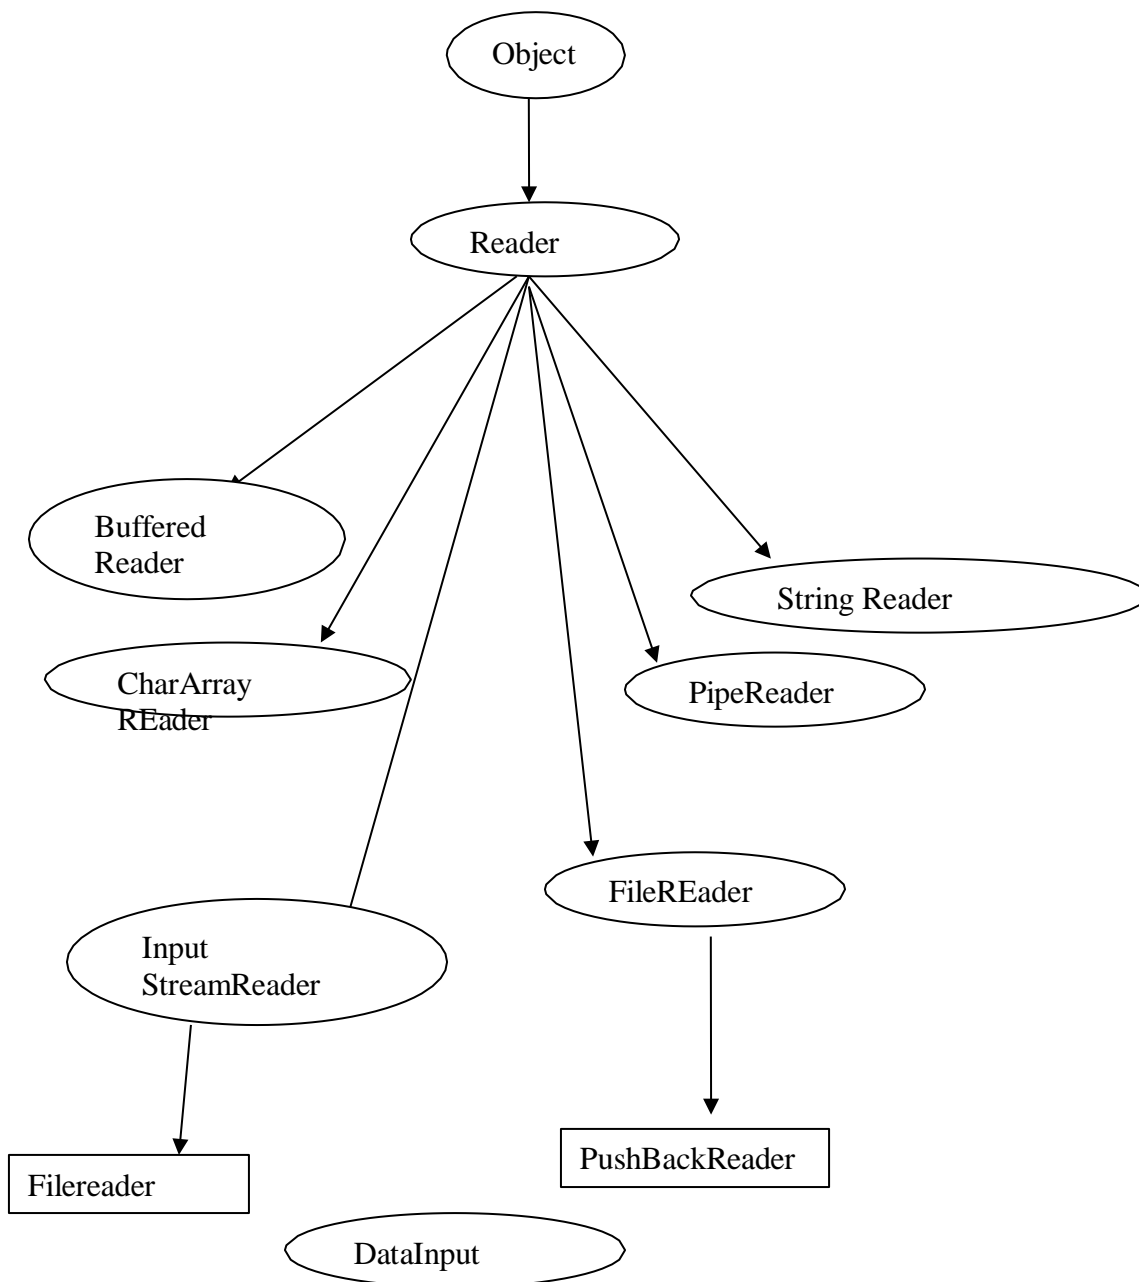 Object
Reader
Buffered
Reader
String Reader
CharArray
REader
PipeReader
FileREader
Input
StreamReader
PushBackReader
Filereader
DataInput